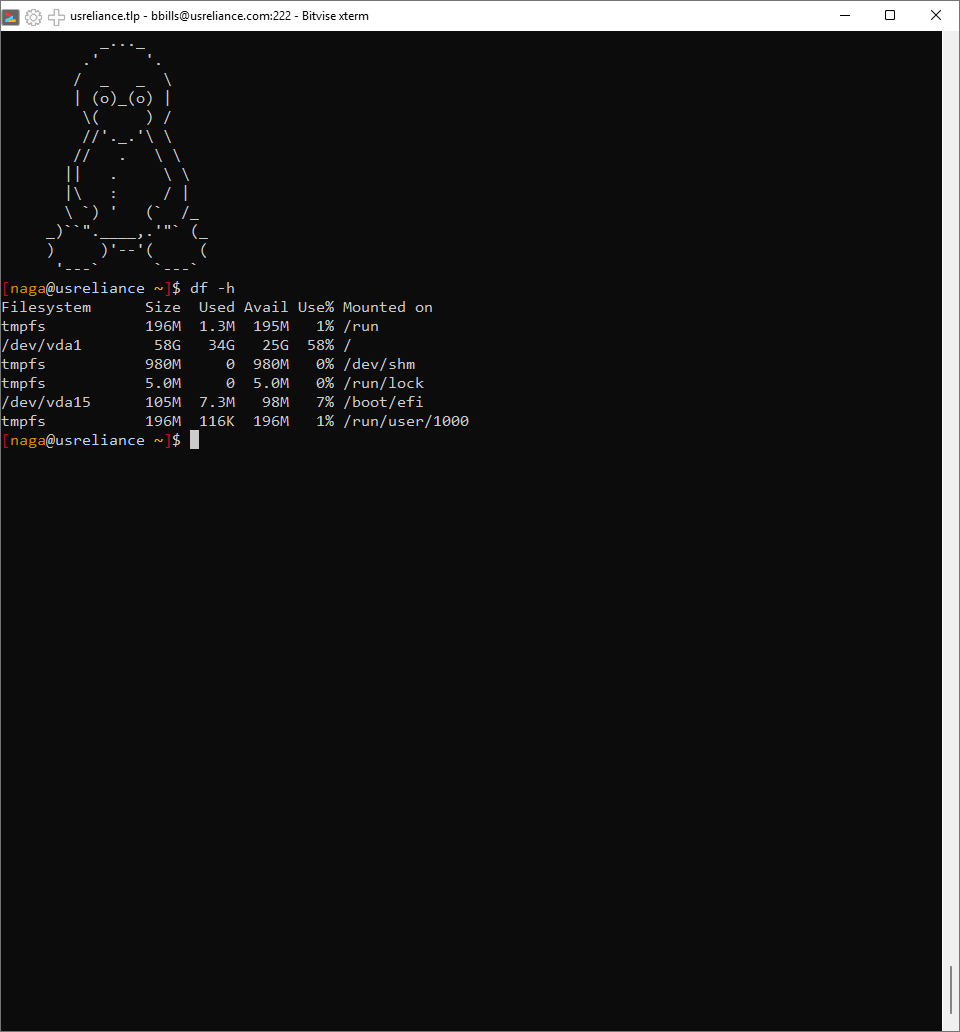 usreliance.tlp - bbills@usreliance.com:222 - Bitvise xterm
         _..._
       .'     '.
      /  _   _  \
      | (o)_(o) |
       \(     ) /
       //'._.'\ \
      //   .   \ \
     ||   .     \ \
     |\   :     / |
     \ `) '   (`  /_
   _)``".____,.'"` (_
   )     )'--'(     (
    '---`      `---`
[naga@usreliance ~]$ df -h
Filesystem      Size  Used Avail Use% Mounted on
tmpfs           196M  1.3M  195M   1% /run
/dev/vda1        58G   34G   25G  58% /
tmpfs           980M     0  980M   0% /dev/shm
tmpfs           5.0M     0  5.0M   0% /run/lock
/dev/vda15      105M  7.3M   98M   7% /boot/efi
tmpfs           196M  116K  196M   1% /run/user/1000
[naga@usreliance ~]$